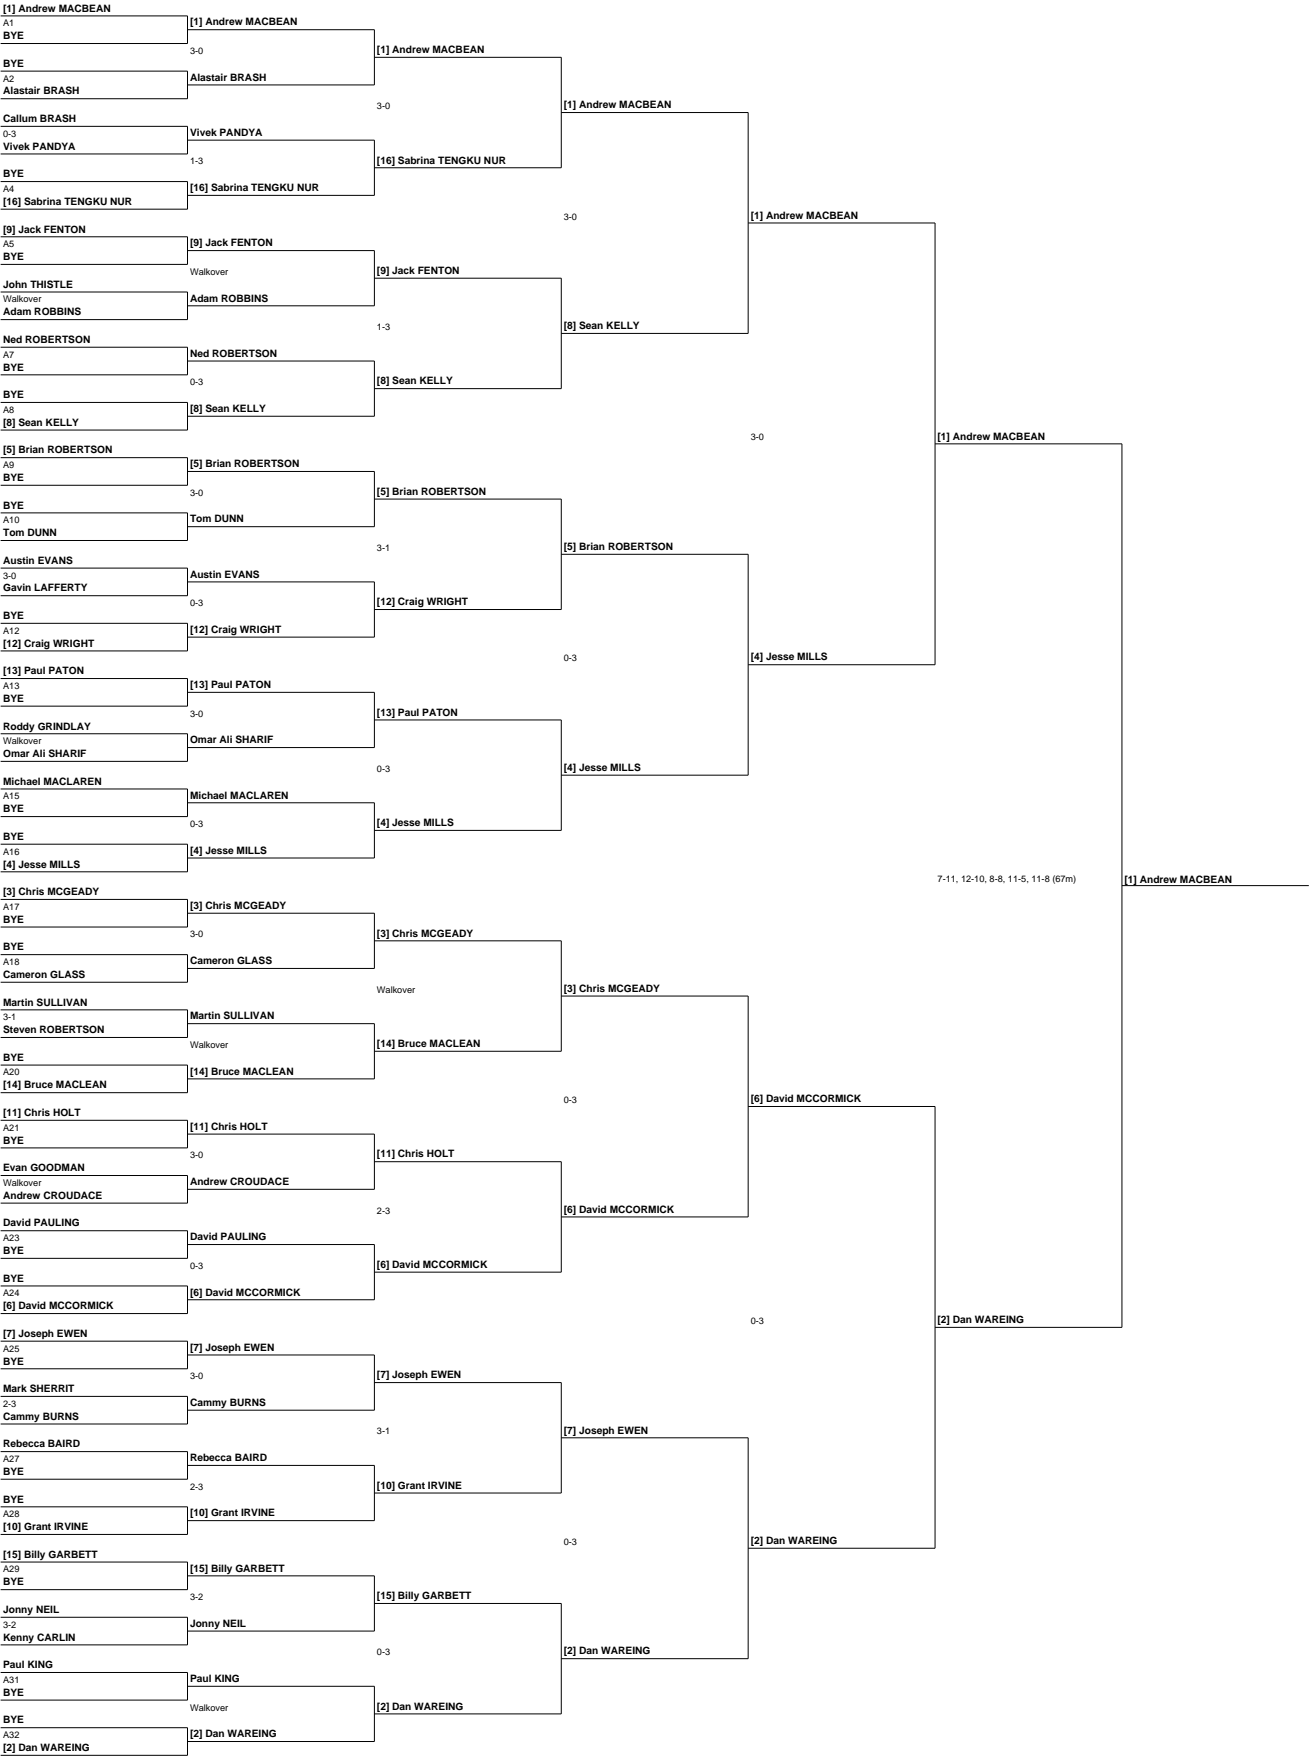 [1] Andrew MACBEAN
A1
BYE
BYE
A2
Alastair BRASH
Callum BRASH
0-3
Vivek PANDYA
BYE
A4
[16] Sabrina TENGKU NUR
[9] Jack FENTON
A5
BYE
John THISTLE
Walkover
Adam ROBBINS
Ned ROBERTSON
A7
BYE
BYE
A8
[8] Sean KELLY
[5] Brian ROBERTSON
A9
BYE
BYE
A10
Tom DUNN
Austin EVANS
3-0
Gavin LAFFERTY
BYE
A12
[12] Craig WRIGHT
[13] Paul PATON
A13
BYE
Roddy GRINDLAY
Walkover
Omar Ali SHARIF
Michael MACLAREN
A15
BYE
BYE
A16
[4] Jesse MILLS
[3] Chris MCGEADY
A17
BYE
BYE
A18
Cameron GLASS
Martin SULLIVAN
3-1
Steven ROBERTSON
BYE
A20
[14] Bruce MACLEAN
[11] Chris HOLT
A21
BYE
Evan GOODMAN
Walkover
Andrew CROUDACE
David PAULING
A23
BYE
BYE
A24
[6] David MCCORMICK
[7] Joseph EWEN
A25
BYE
Mark SHERRIT
2-3
Cammy BURNS
Rebecca BAIRD
A27
BYE
BYE
A28
[10] Grant IRVINE
[15] Billy GARBETT
A29
BYE
Jonny NEIL
3-2
Kenny CARLIN
Paul KING
A31
BYE
BYE
A32
[2] Dan WAREING
[1] Andrew MACBEAN
3-0
Alastair BRASH
Vivek PANDYA
1-3
[16] Sabrina TENGKU NUR
[9] Jack FENTON
Walkover
Adam ROBBINS
Ned ROBERTSON
0-3
[8] Sean KELLY
[5] Brian ROBERTSON
3-0
Tom DUNN
Austin EVANS
0-3
[12] Craig WRIGHT
[13] Paul PATON
3-0
Omar Ali SHARIF
Michael MACLAREN
0-3
[4] Jesse MILLS
[3] Chris MCGEADY
3-0
Cameron GLASS
Martin SULLIVAN
Walkover
[14] Bruce MACLEAN
[11] Chris HOLT
3-0
Andrew CROUDACE
David PAULING
0-3
[6] David MCCORMICK
[7] Joseph EWEN
3-0
Cammy BURNS
Rebecca BAIRD
2-3
[10] Grant IRVINE
[15] Billy GARBETT
3-2
Jonny NEIL
Paul KING
Walkover
[2] Dan WAREING
[1] Andrew MACBEAN
3-0
[16] Sabrina TENGKU NUR
[9] Jack FENTON
1-3
[8] Sean KELLY
[5] Brian ROBERTSON
3-1
[12] Craig WRIGHT
[13] Paul PATON
0-3
[4] Jesse MILLS
[3] Chris MCGEADY
Walkover
[14] Bruce MACLEAN
[11] Chris HOLT
2-3
[6] David MCCORMICK
[7] Joseph EWEN
3-1
[10] Grant IRVINE
[15] Billy GARBETT
0-3
[2] Dan WAREING
[1] Andrew MACBEAN
3-0
[8] Sean KELLY
[5] Brian ROBERTSON
0-3
[4] Jesse MILLS
[3] Chris MCGEADY
0-3
[6] David MCCORMICK
[7] Joseph EWEN
0-3
[2] Dan WAREING
[1] Andrew MACBEAN
3-0
[4] Jesse MILLS
[6] David MCCORMICK
0-3
[2] Dan WAREING
[1] Andrew MACBEAN
7-11, 12-10, 8-8, 11-5, 11-8 (67m)
[2] Dan WAREING
[1] Andrew MACBEAN